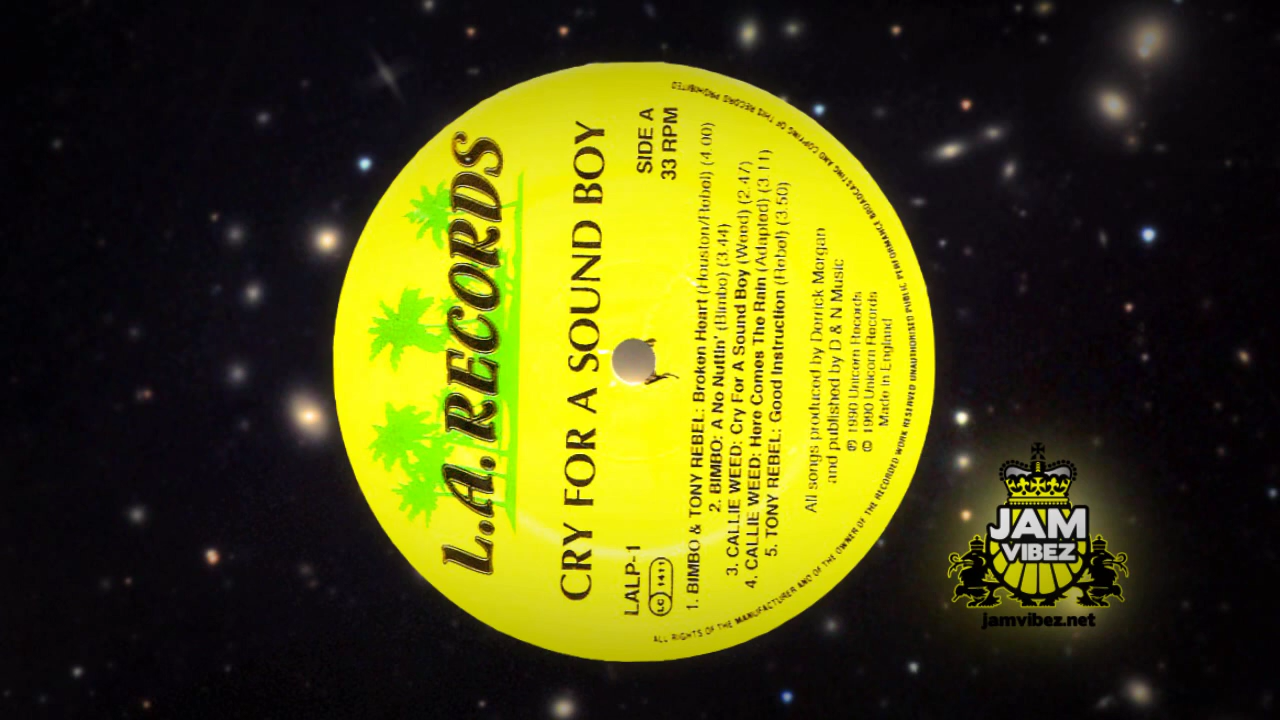 L.A. RECORDS
CRY FOR A SOUND BOY
LALP-1
LC 1411
SIDE A
33 RPM
1. BIMBO & TONY REBEL: Broken Heart (Houston/Rebel) (4.00)
2. BIMBO: A No Nuttin' (Bimbo) (3.44)
3. CALLIE WEED: Cry For A Sound Boy (Weed) (2.47)
4. CALLIE WEED: Here Comes The Rain (Adapted) (3.11)
5. TONY REBEL: Good Instruction (Rebel) (3.50)
All songs produced by Derrick Morgan
and published by D & N Music
℗ 1990 Unicorn Records
© 1990 Unicorn Records
Made In England
ALL RIGHTS OF THE MANUFACTURER AND OF THE OWNER OF THE RECORDED WORK RESERVED UNAUTHORISED PUBLIC PERFORMANCE BROADCASTING AND COPYING OF THIS RECORD PROHIBITED
JAM
VIBEZ
jamvibez.net